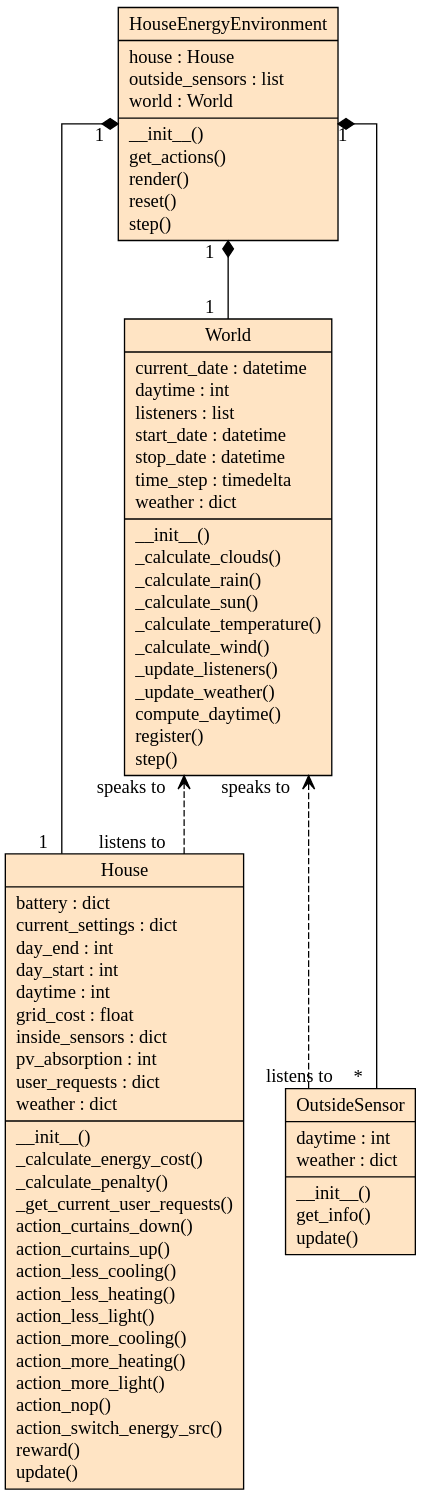 HouseEnergyEnvironment
house : House
outside_sensors : list
world : World
__init__()
get_actions()
render()
reset()
step()
1
1
1
1
World
current_date : datetime
daytime : int
listeners : list
start_date : datetime
stop_date : datetime
time_step : timedelta
weather : dict
__init__()
_calculate_clouds()
_calculate_rain()
_calculate_sun()
_calculate_temperature()
_calculate_wind()
_update_listeners()
_update_weather()
compute_daytime()
register()
step()
speaks to
speaks to
1
listens to
House
battery : dict
current_settings : dict
day_end : int
day_start : int
daytime : int
grid_cost : float
inside_sensors : dict
pv_absorption : int
user_requests : dict
weather : dict
__init__()
_calculate_energy_cost()
_calculate_penalty()
_get_current_user_requests()
action_curtains_down()
action_curtains_up()
action_less_cooling()
action_less_heating()
action_less_light()
action_more_cooling()
action_more_heating()
action_more_light()
action_nop()
action_switch_energy_src()
reward()
update()
listens to
*
OutsideSensor
daytime : int
weather : dict
__init__()
get_info()
update()